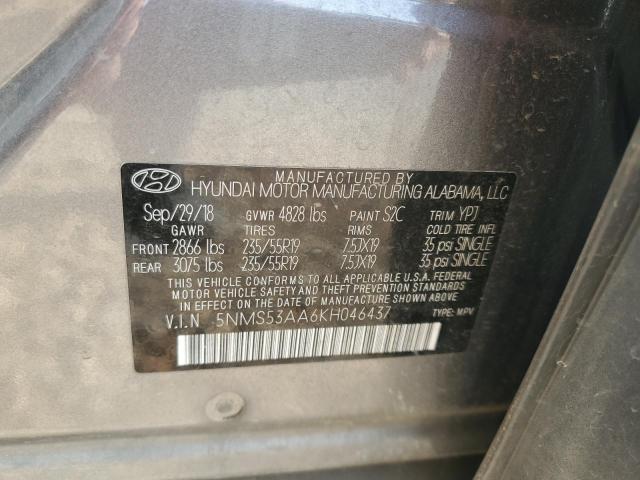 MANUFACTURED BY
HYUNDAI MOTOR MANUFACTURING ALABAMA, LLC
Sep/29/18 GVWR 4828 lbs PAINT S2C TRIM YPJ
GAWR TIRES RIMS COLD TIRE INFL
FRONT 2866 lbs 235/55R19 7.5JX19 35 psi SINGLE
REAR 3075 lbs 235/55R19 7.5JX19 35 psi SINGLE
THIS VEHICLE CONFORMS TO ALL APPLICABLE U.S.A. FEDERAL
MOTOR VEHICLE SAFETY AND THEFT PREVENTION STANDARDS
IN EFFECT ON THE DATE OF MANUFACTURE SHOWN ABOVE.
V.I.N 5NMS53AA6KH046437 TYPE: MPV